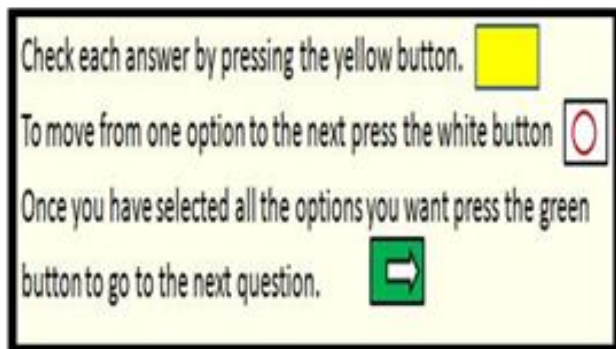 Check each answer by pressing the yellow button.
To move from one option to the next press the white button
Once you have selected all the options you want press the green
button to go to the next question.